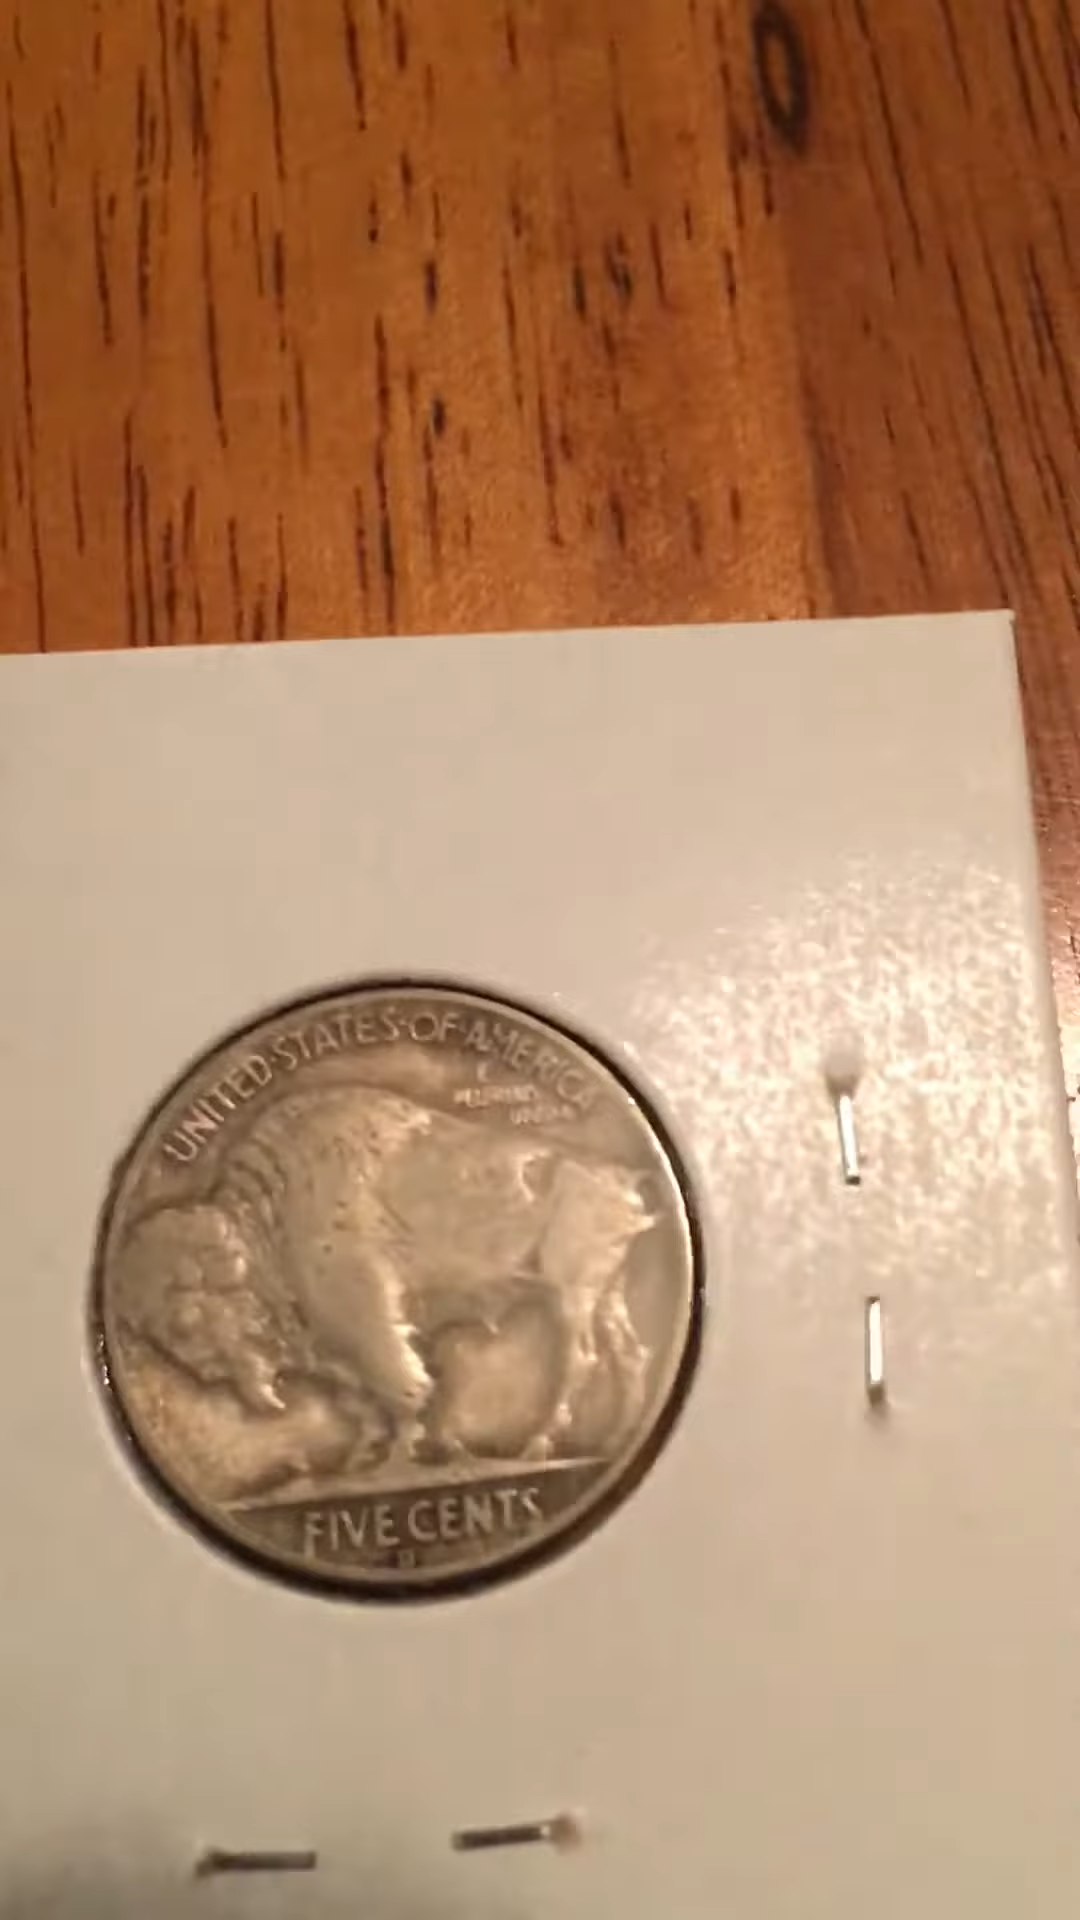 UNITED·STATES·OF·AMERICA
E
PLURIBUS
UNUM
FIVE CENTS